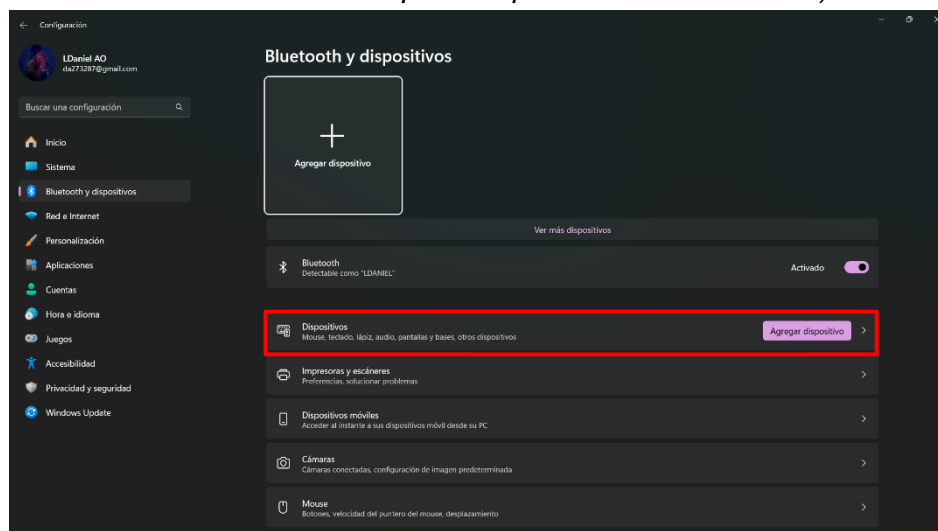 Configuración
LDaniel AO
da273287@gmail.com
Buscar una configuración
Inicio
Sistema
Bluetooth y dispositivos
Red e Internet
Personalización
Aplicaciones
Cuentas
Hora e idioma
Juegos
Accesibilidad
Privacidad y seguridad
Windows Update
Bluetooth y dispositivos
Agregar dispositivo
Ver más dispositivos
Bluetooth
Detectable como "LDANIEL"
Activado
Dispositivos
Mouse, teclado, lápiz, audio, pantallas y bases, otros dispositivos
Agregar dispositivo
Impresoras y escáneres
Preferencias, solucionar problemas
Dispositivos móviles
Acceder al instante a sus dispositivos móvil desde su PC
Cámaras
Cámaras conectadas, configuración de imagen predeterminada
Mouse
Botones, velocidad del puntero del mouse, desplazamiento